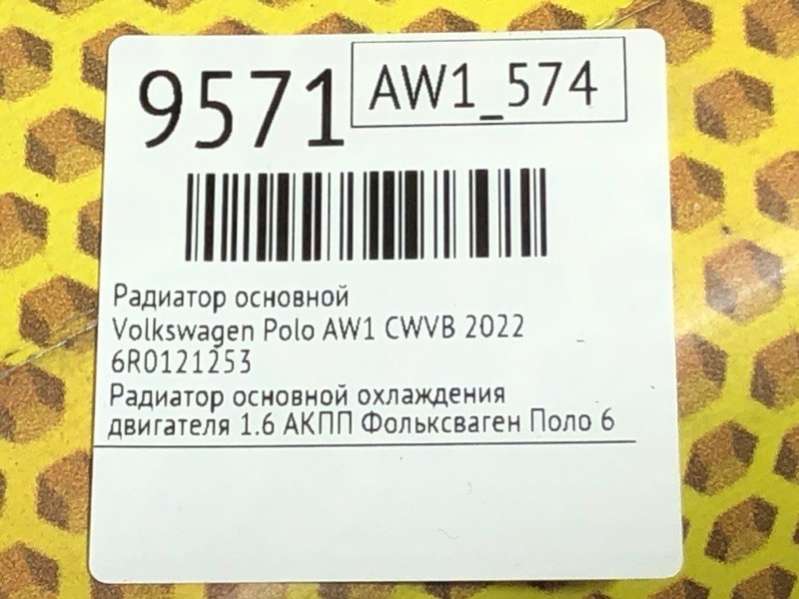 9571
AW1_574
Радиатор основной
Volkswagen Polo AW1 CWVB 2022
6R0121253
Радиатор основной охлаждения
двигателя 1.6 АКПП Фольксваген Поло 6